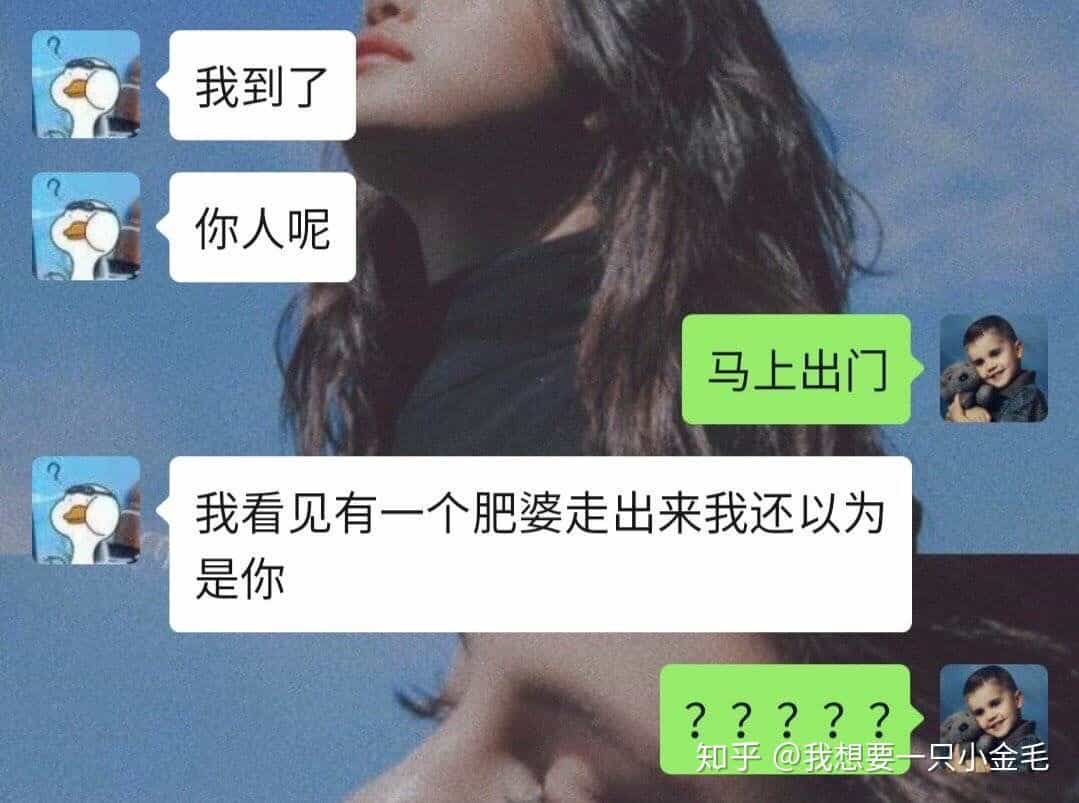 我到了
你人呢
马上出门
我看见有一个肥婆走出来我还以为
是你
？？？？？
知乎 @我想要一只小金毛